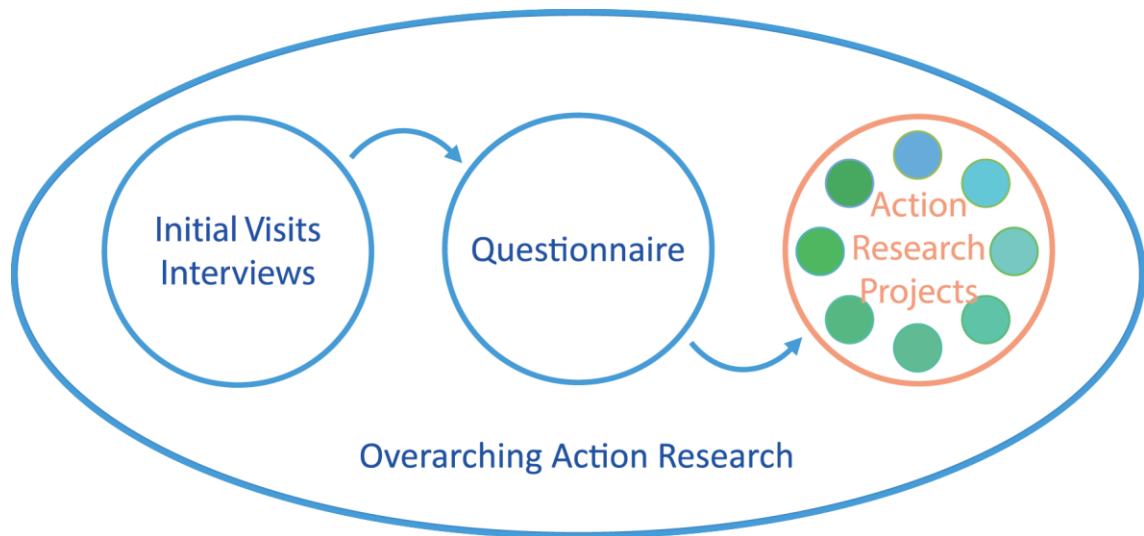 Initial Visits
Interviews
Questionnaire
Action
Research
Projects
Overarching Action Research